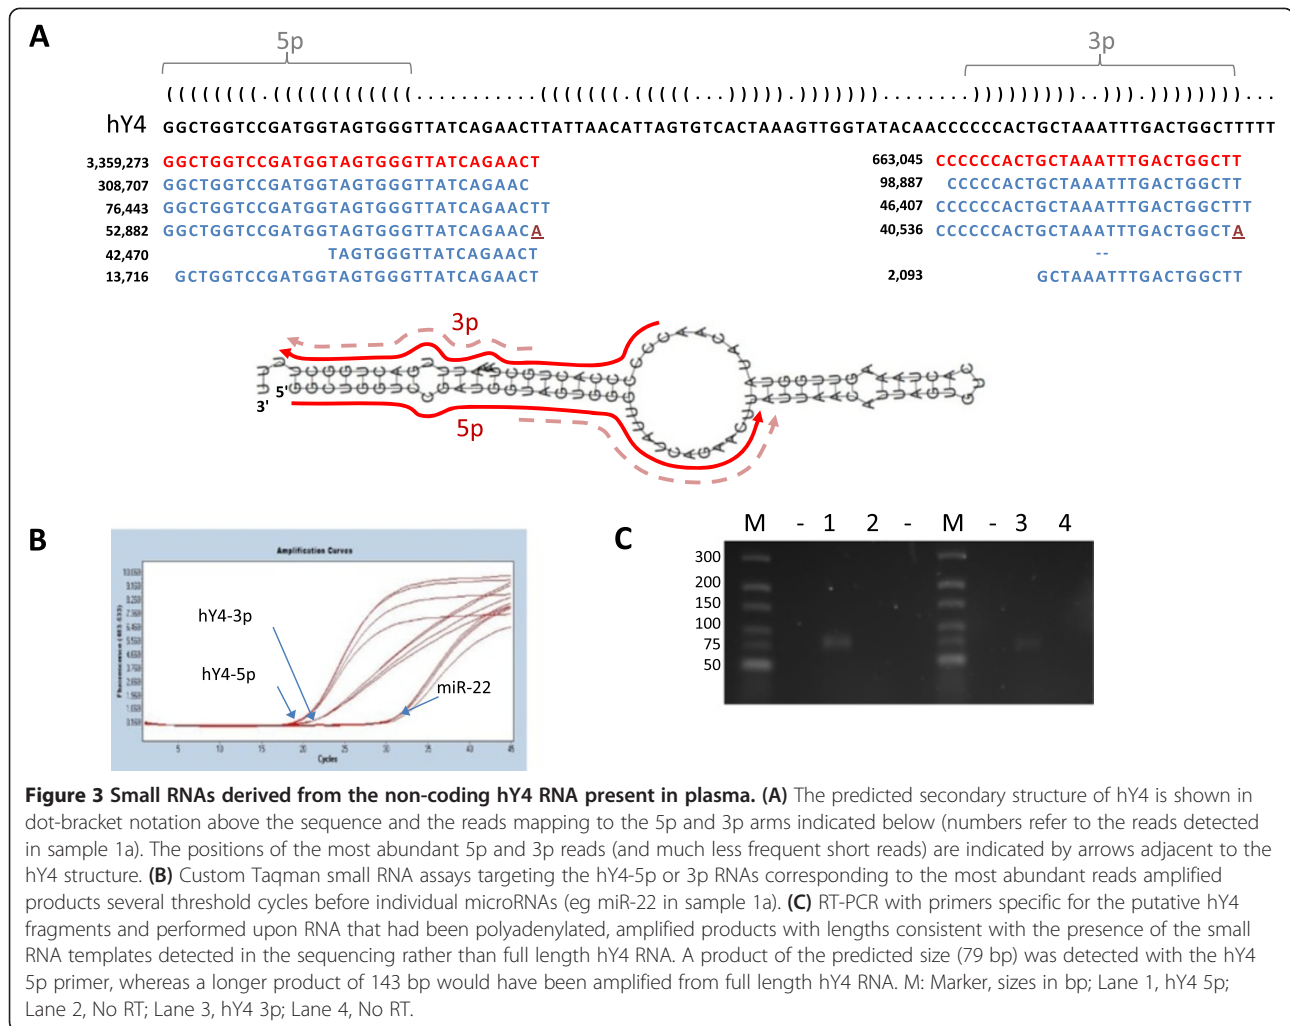 A
5p 3p
((((((((.((((((((((((...........(((((((.(((((...))))).)))))))........)))))))))..))).))))))))...
hY4 GGCTGGTCCGATGGTAGTGGGTTATCAGAACTTATTAACATTAGTGTCACTAAAGTTGGTATACAACCCCCCACTGCTAAATTTGACTGGCTTTTT
3,359,273 GGCTGGTCCGATGGTAGTGGGTTATCAGAACT 663,045 CCCCCCACTGCTAAATTTGACTGGCTT
308,707 GGCTGGTCCGATGGTAGTGGGTTATCAGAAC 98,887 CCCCCACTGCTAAATTTGACTGGCTT
76,443 GGCTGGTCCGATGGTAGTGGGTTATCAGAACTT 46,407 CCCCCCACTGCTAAATTTGACTGGCTTT
52,882 GGCTGGTCCGATGGTAGTGGGTTATCAGAACA 40,536 CCCCCCACTGCTAAATTTGACTGGCTA
42,470 TAGTGGGTTATCAGAACT --
13,716 GCTGGTCCGATGGTAGTGGGTTATCAGAACT 2,093 GCTAAATTTGACTGGCTT
3p
5'
3'
5p
B
Amplification Curves
hY4-3p
hY4-5p
miR-22
5 10 15 20 25 30 35 40 45
Cycles
C
M - 1 2 - M - 3 4
300
200
150
100
75
50
Figure 3 Small RNAs derived from the non-coding hY4 RNA present in plasma. (A) The predicted secondary structure of hY4 is shown in
dot-bracket notation above the sequence and the reads mapping to the 5p and 3p arms indicated below (numbers refer to the reads detected
in sample 1a). The positions of the most abundant 5p and 3p reads (and much less frequent short reads) are indicated by arrows adjacent to the
hY4 structure. (B) Custom Taqman small RNA assays targeting the hY4-5p or 3p RNAs corresponding to the most abundant reads amplified
products several threshold cycles before individual microRNAs (eg miR-22 in sample 1a). (C) RT-PCR with primers specific for the putative hY4
fragments and performed upon RNA that had been polyadenylated, amplified products with lengths consistent with the presence of the small
RNA templates detected in the sequencing rather than full length hY4 RNA. A product of the predicted size (79 bp) was detected with the hY4
5p primer, whereas a longer product of 143 bp would have been amplified from full length hY4 RNA. M: Marker, sizes in bp; Lane 1, hY4 5p;
Lane 2, No RT; Lane 3, hY4 3p; Lane 4, No RT.